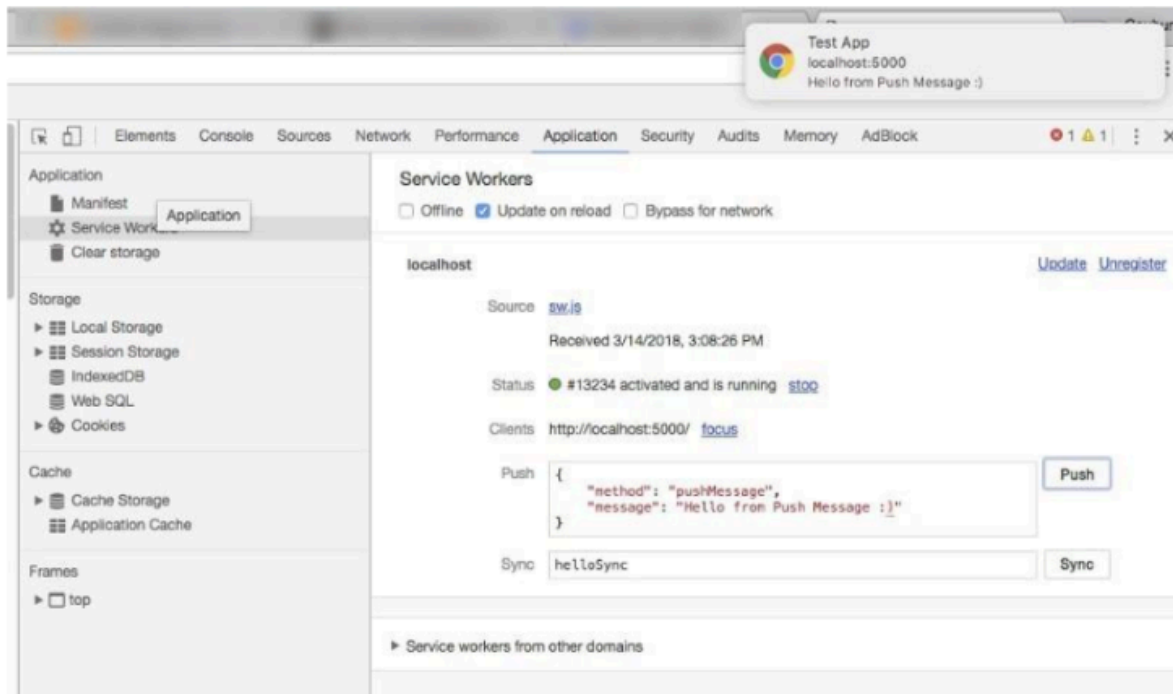 Test App
localhost:5000
Hello from Push Message :)
Elements Console Sources Network Performance Application Security Audits Memory AdBlock 1 1
Application
Manifest
Application
Service Workers
Clear storage
Storage
Local Storage
Session Storage
IndexedDB
Web SQL
Cookies
Cache
Cache Storage
Application Cache
Frames
top
Service Workers
Offline Update on reload Bypass for network
localhost Update Unregister
Source sw.js
Received 3/14/2018, 3:08:26 PM
Status #13234 activated and is running stop
Clients http://localhost:5000/ focus
Push { Push
"method": "pushMessage",
"message": "Hello from Push Message :)"
}
Sync helloSync Sync
Service workers from other domains